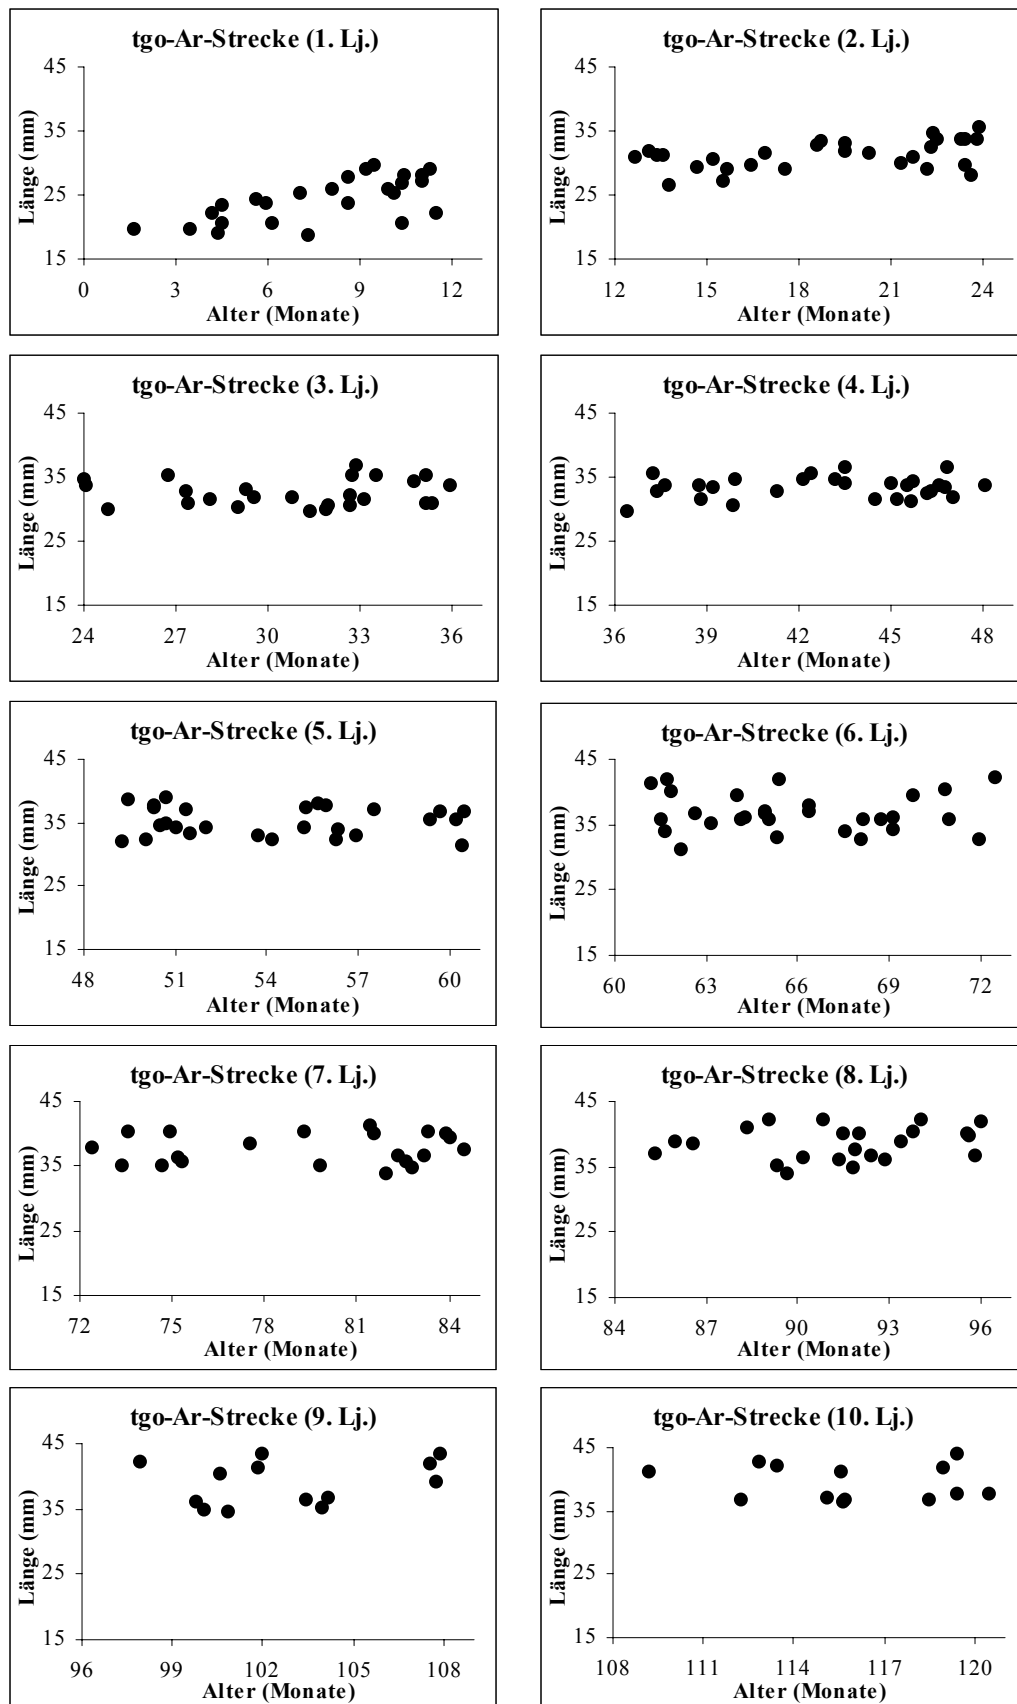 tgo-Ar-Strecke (1. Lj.)
45
35
25
15
Länge (mm)
0 3 6 9 12
Alter (Monate)
tgo-Ar-Strecke (2. Lj.)
45
35
25
15
Länge (mm)
12 15 18 21 24
Alter (Monate)
tgo-Ar-Strecke (3. Lj.)
45
35
25
15
Länge (mm)
24 27 30 33 36
Alter (Monate)
tgo-Ar-Strecke (4. Lj.)
45
35
25
15
Länge (mm)
36 39 42 45 48
Alter (Monate)
tgo-Ar-Strecke (5. Lj.)
45
35
25
15
Länge (mm)
48 51 54 57 60
Alter (Monate)
tgo-Ar-Strecke (6. Lj.)
45
35
25
15
Länge (mm)
60 63 66 69 72
Alter (Monate)
tgo-Ar-Strecke (7. Lj.)
45
35
25
15
Länge (mm)
72 75 78 81 84
Alter (Monate)
tgo-Ar-Strecke (8. Lj.)
45
35
25
15
Länge (mm)
84 87 90 93 96
Alter (Monate)
tgo-Ar-Strecke (9. Lj.)
45
35
25
15
Länge (mm)
96 99 102 105 108
Alter (Monate)
tgo-Ar-Strecke (10. Lj.)
45
35
25
15
Länge (mm)
108 111 114 117 120
Alter (Monate)